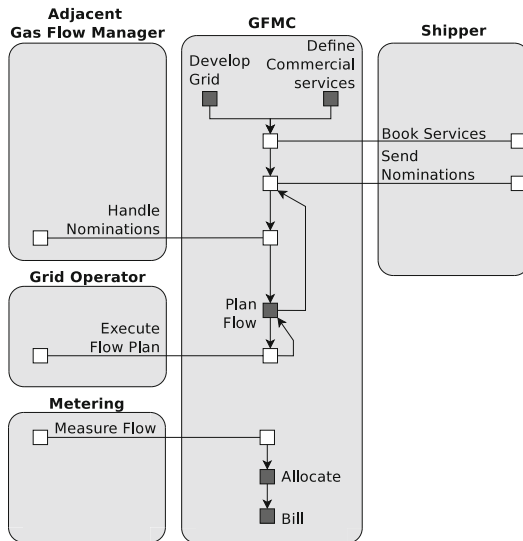 Adjacent
Gas Flow Manager
GFMC
Shipper
Develop
Grid
Define
Commercial
services
Book Services
Send
Nominations
Handle
Nominations
Grid Operator
Plan
Flow
Execute
Flow Plan
Metering
Measure Flow
Allocate
Bill